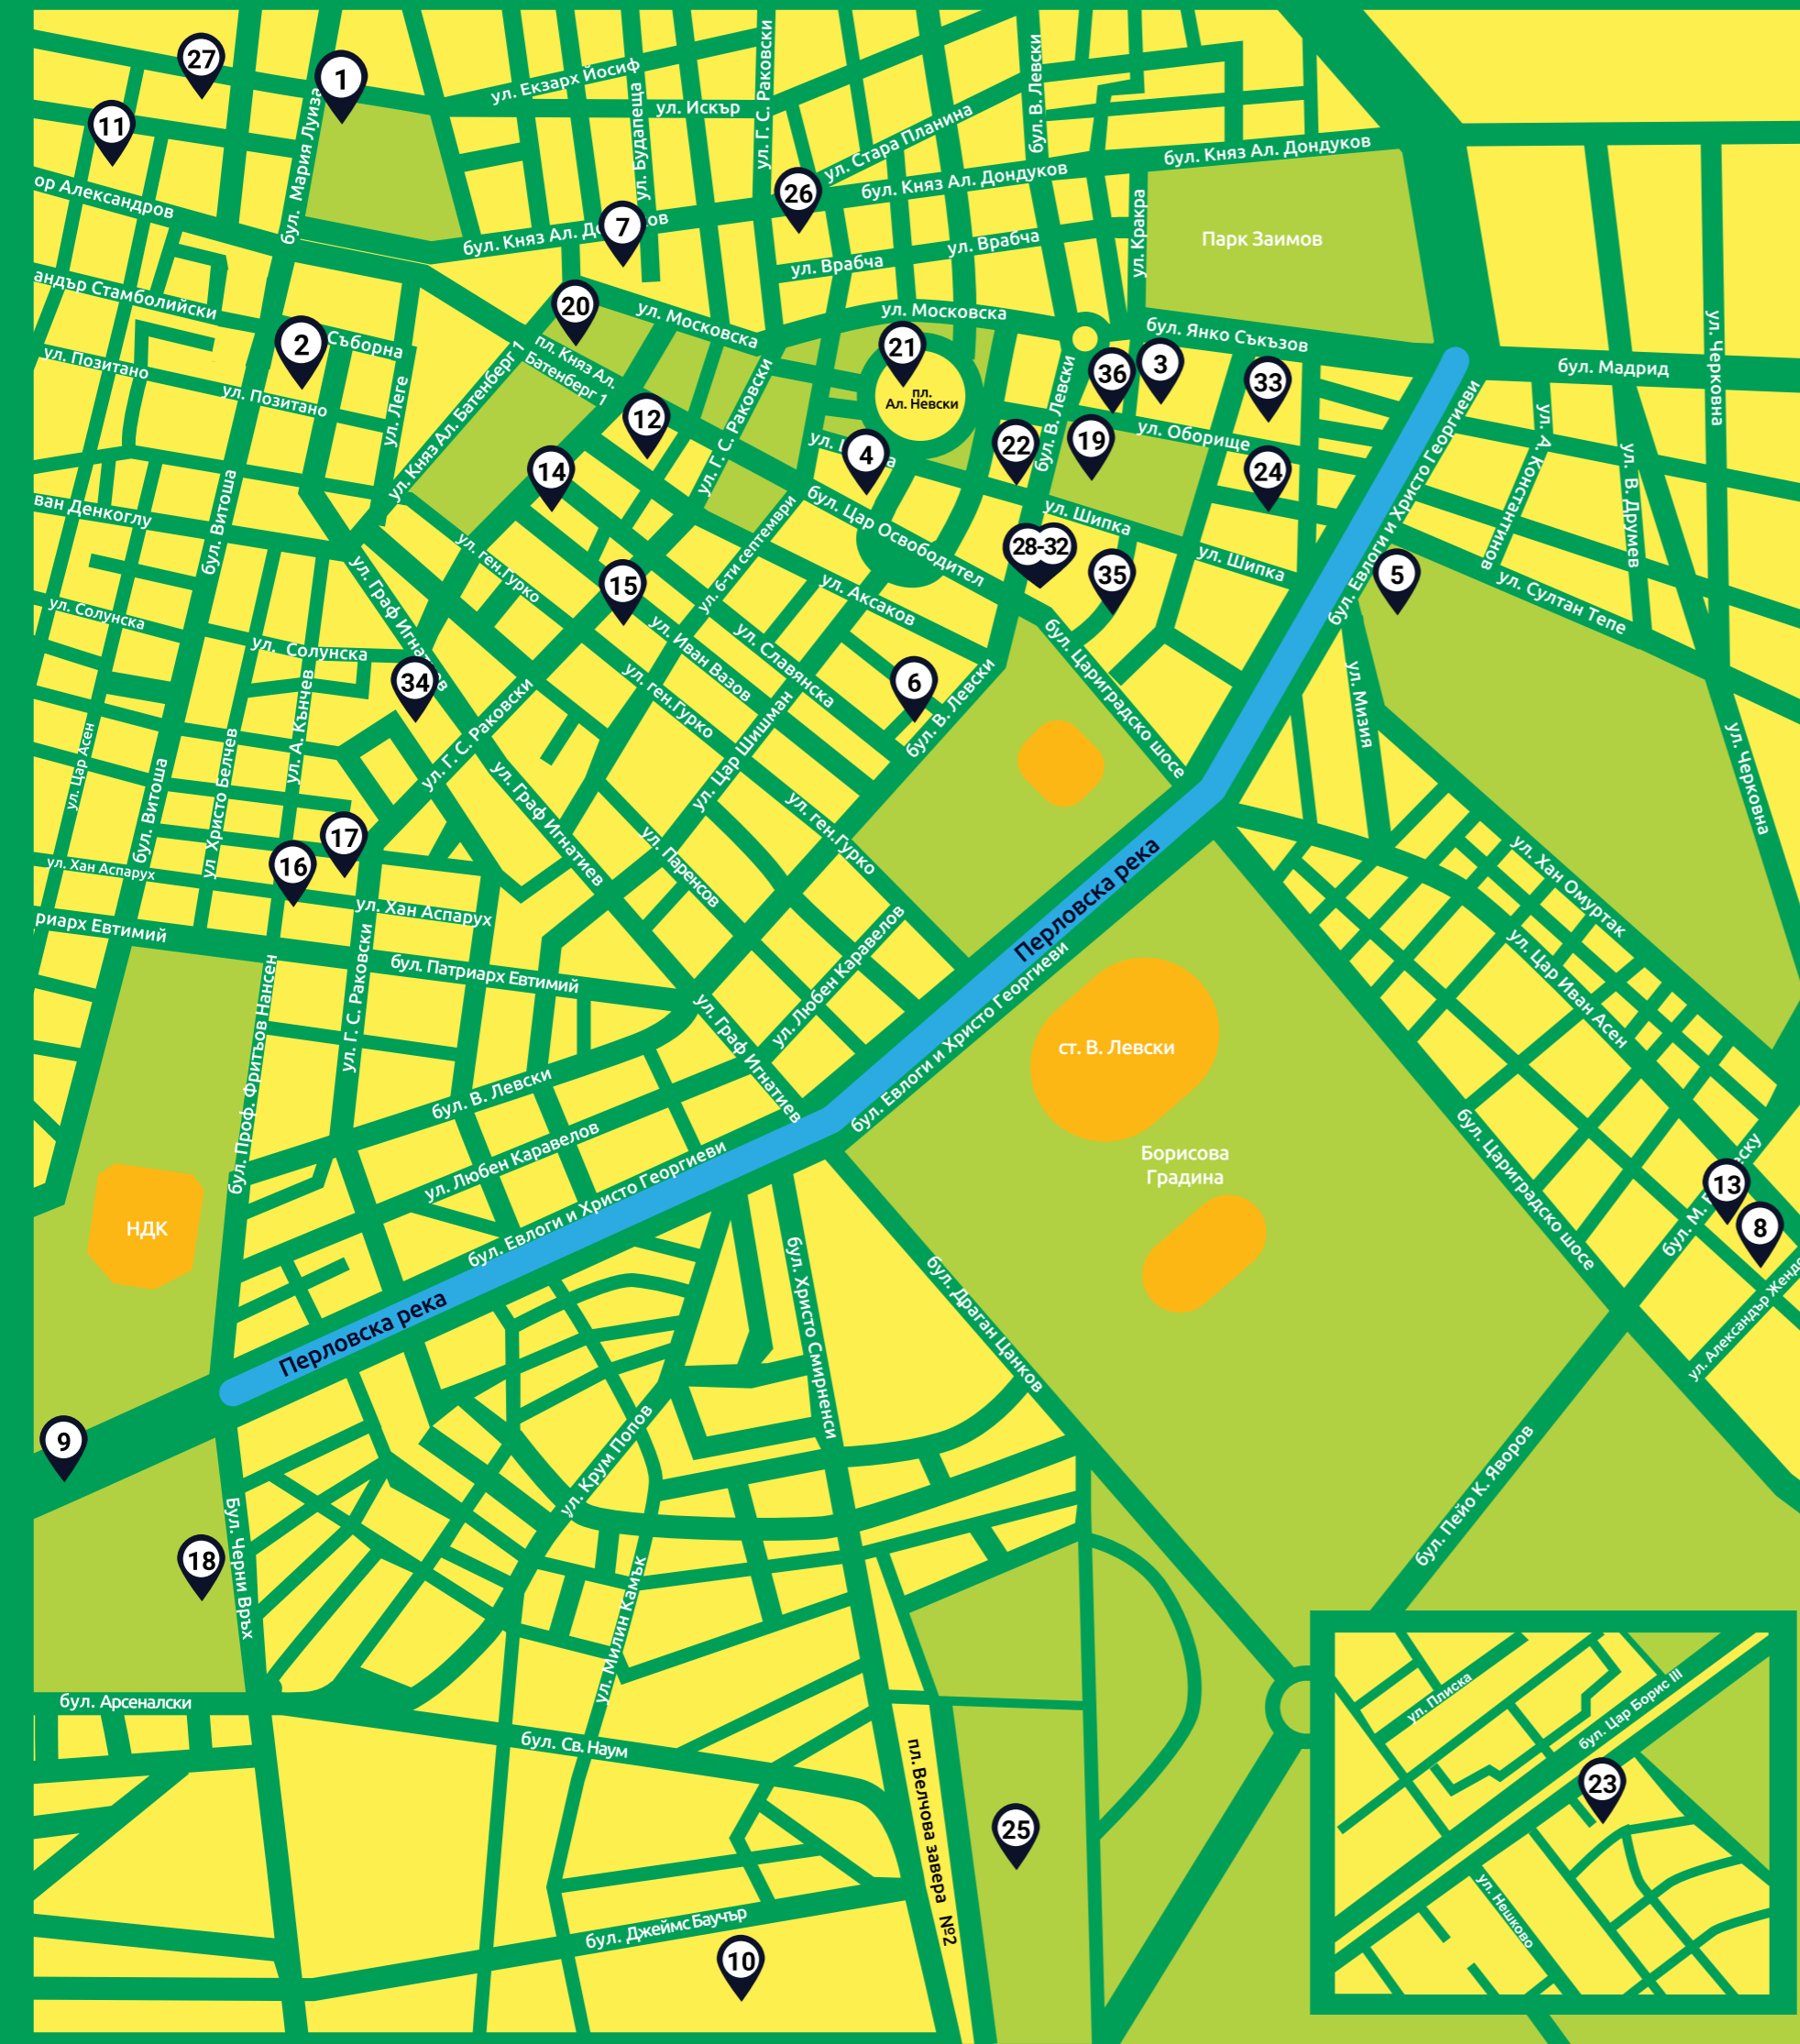 27
1
11
ул. Екзарх Йосиф
ул. Искър
ул. Г. С. Раковски
бул. В. Левски
ул. Будапеща
бул. Мария Луиза
ул. Стара Планина
бул. Княз Ал. Дондуков
бул. Княз Ал. Дондуков
ор Александров
26
7
бул. Княз Ал.
ов
ул. Врабча
ул. Врабча
ул. Кракра
Парк Заимов
андър Стамболийски
20
ул. Московска
ул. Московска
бул. Янко Съкъзов
бул. Мадрид
ул. Черковна
2
Съборна
ул. Позитано
ул. Позитано
ул. Леге
ул. Княз Ал. Батенберг 1
пл. Княз Ал.
Батенберг 1
21
пл.
Ал. Невски
36
3
33
12
ул. Г. С. Раковски
4
22
бул. В. Левски
19
ул. Оборище
24
14
ул. А. Константинов
ул. В. Друмев
бул. Евлоги и Христо Георгиеви
ван Денкоглу
бул. Витоша
бул. Цар Освободител
ул. Шипка
ул. Шипка
28-32
35
5
ул. Султан Тепе
ул. ген.Гурко
15
ул. 6-ти септември
ул. Аксаков
ул. Солунска
ул. Солунска
34
ул. Иван Вазов
ул. Славянска
ул. ген.Гурко
6
бул. В. Левски
бул. Цариградско шосе
ул. Мизия
ул. Черковна
ул. Цар Асен
бул. Витоша
ул Христо Белчев
ул. А. Кънчев
ул. Г. С. Раковски
ул. Граф Игнатиев
ул. Цар Шишман
ул. ген.Гурко
ул. Паренсов
17
16
ул. Хан Аспарух
ул. Хан Аспарух
риарх Евтимий
бул. Патриарх Евтимий
Перловска река
ул. Хан Омуртак
ул. Цар Иван Асен
бул. Проф. Фритьов Нансен
ул. Г. С. Раковски
ул. Граф Игнатиев
ул. Любен Каравелов
бул. Евлоги и Христо Георгиеви
ст. В. Левски
бул. В. Левски
ул. Любен Каравелов
бул. Евлоги и Христо Георгиеви
Борисова
Градина
бул. Цариградско шосе
13
8
НДК
Перловска река
бул. Христо Смирненси
бул. Драган Цанков
9
ул. Крум Попов
бул. Пейо К. Яворов
18
Бул. Черни Връх
ул. Милин Камък
бул. Арсеналски
бул. Св. Наум
пл. Велчова завера №2
25
ул. Плиска
бул. Цар Борис III
23
ул. Нешково
бул. Джеймс Баучър
10